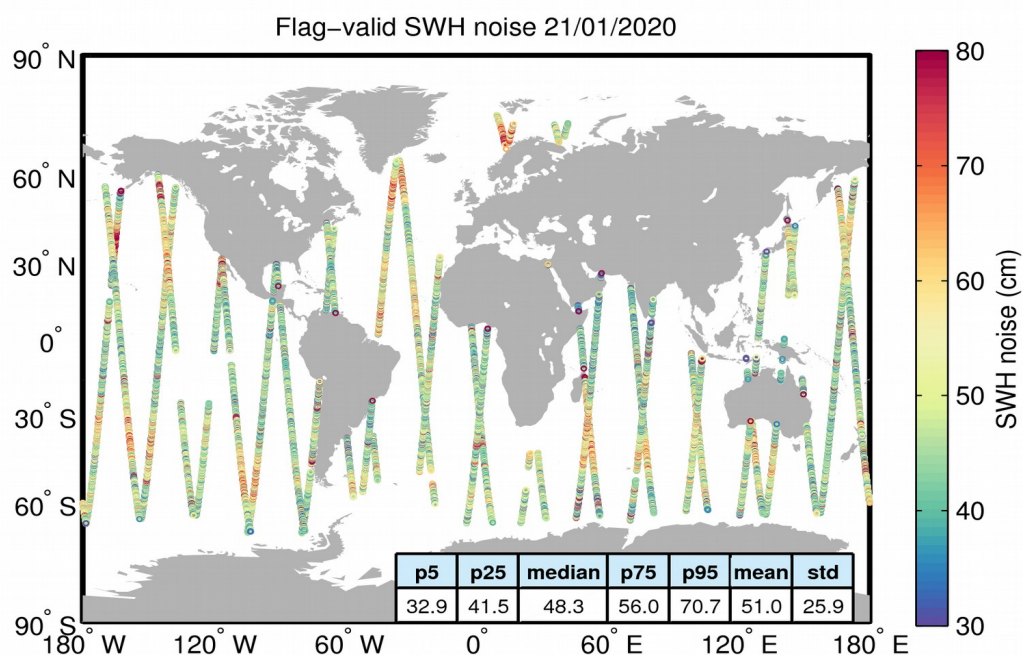 Flag−valid SWH noise 21/01/2020
90° N
60° N
30° N
0°
30° S
60° S
90° S
180° W 120° W 60° W 0° 60° E 120° E 180° E
80
70
60
50
40
30
SWH noise (cm)
p5 p25 median p75 p95 mean std
32.9 41.5 48.3 56.0 70.7 51.0 25.9